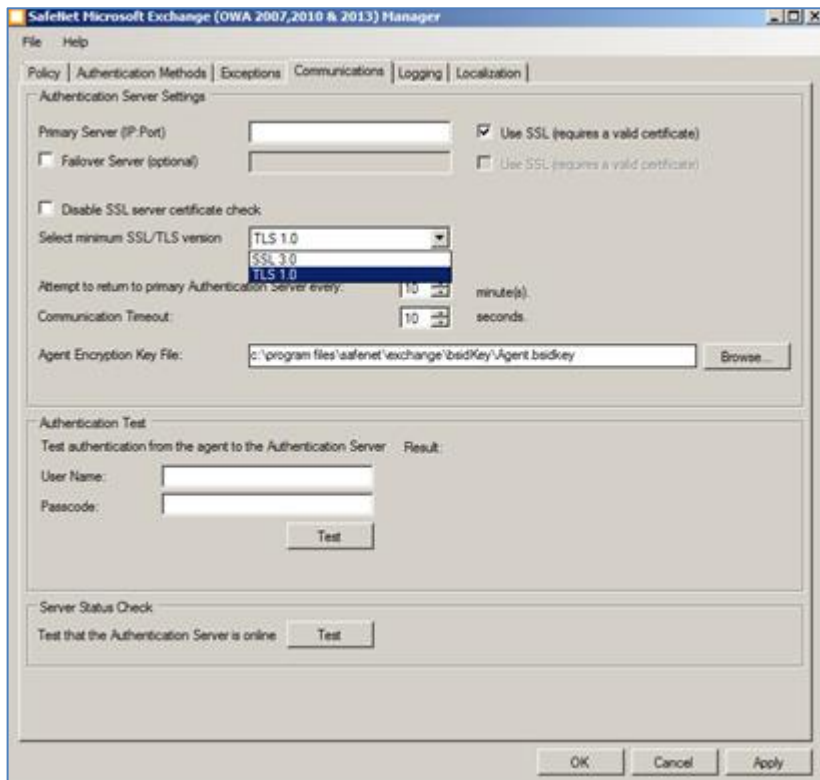 SafeNet Microsoft Exchange (OWA 2007,2010 & 2013) Manager
File Help
Policy Authentication Methods Exceptions Communications Logging Localization
Authentication Server Settings
Primary Server (IP:Port) Use SSL (requires a valid certificate)
Failover Server (optional) Use SSL (requires a valid certificate)
Disable SSL server certificate check
Select minimum SSL/TLS version TLS 1.0
SSL 3.0
TLS 1.0
Attempt to return to primary Authentication Server every: 10 minute(s).
Communication Timeout: 10 seconds.
Agent Encryption Key File: c:\program files\safenet\exchange\bsidKey\Agent.bsidkey Browse...
Authentication Test
Test authentication from the agent to the Authentication Server Result:
User Name:
Passcode:
Test
Server Status Check
Test that the Authentication Server is online Test
OK Cancel Apply